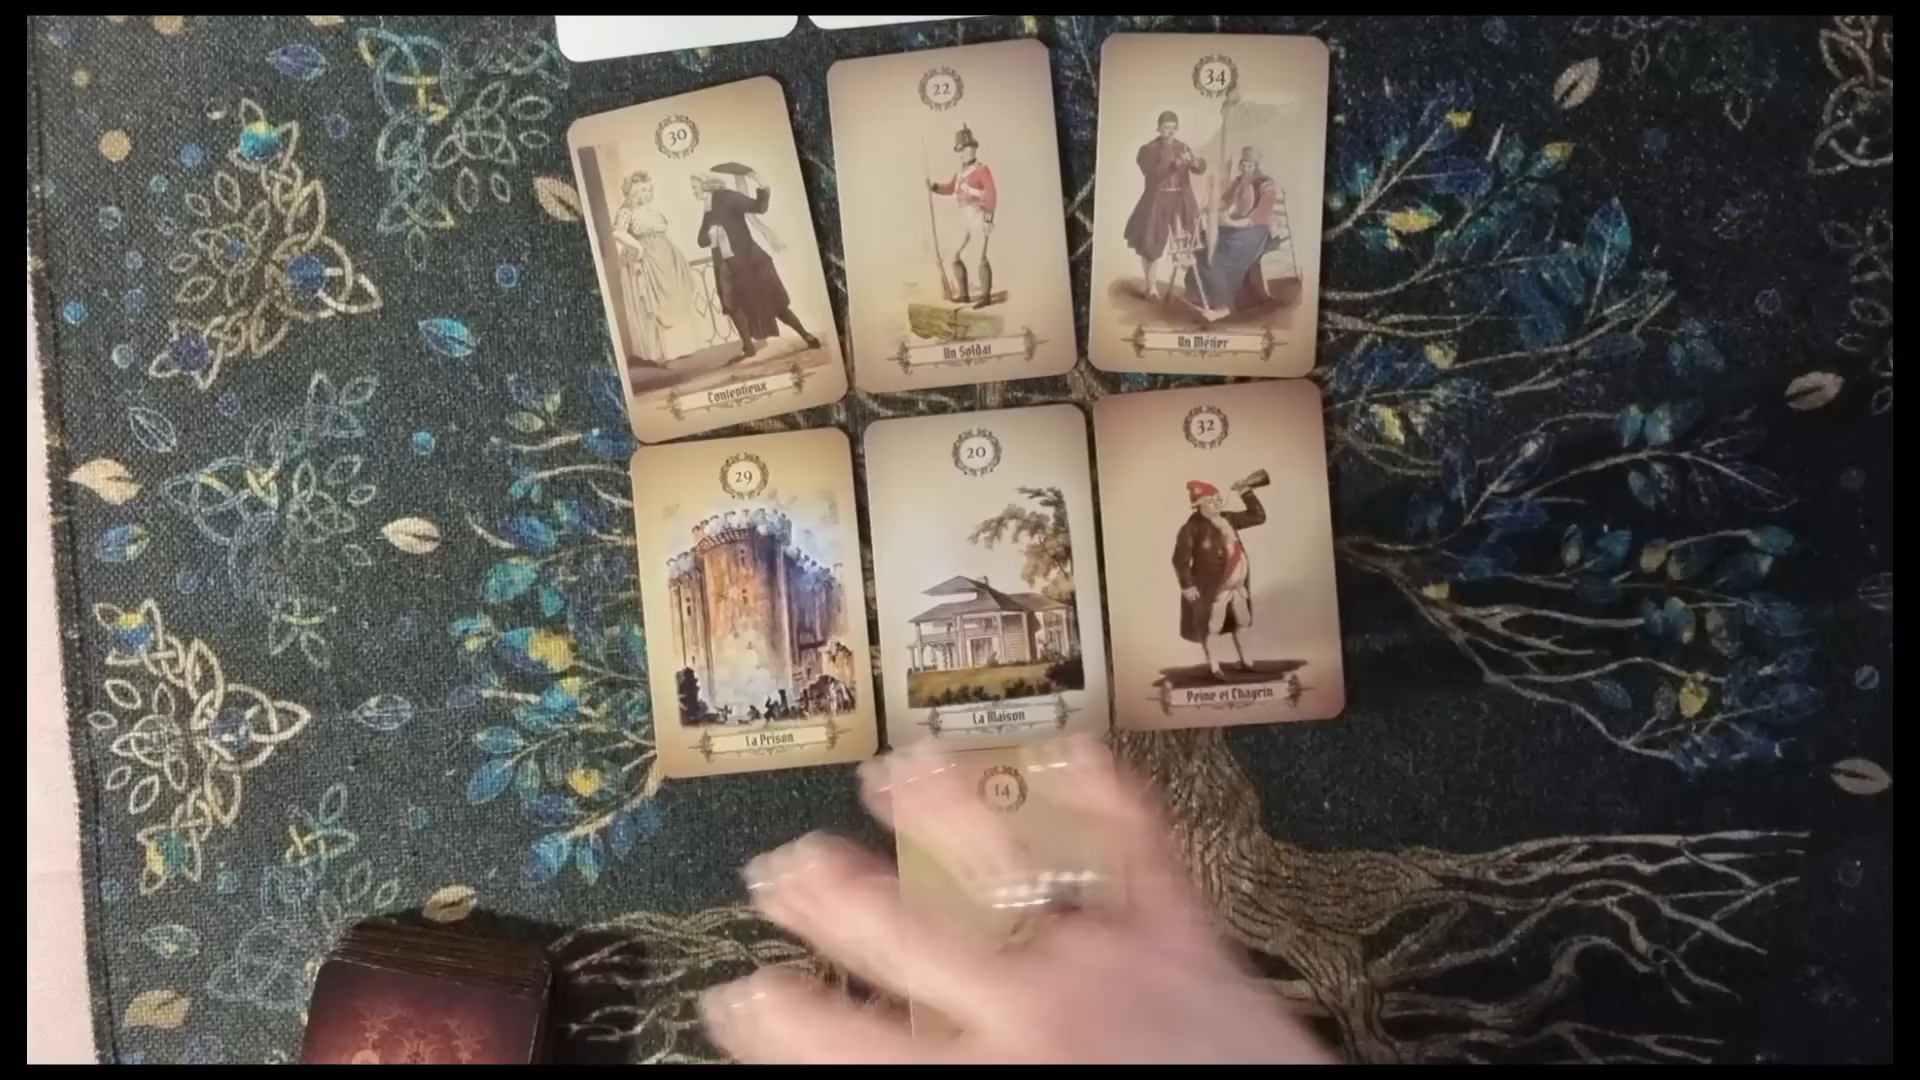 30
Contentieux
22
Un Soldat
34
Un Métier
29
La Prison
20
La Maison
32
Peine et Chagrin
14